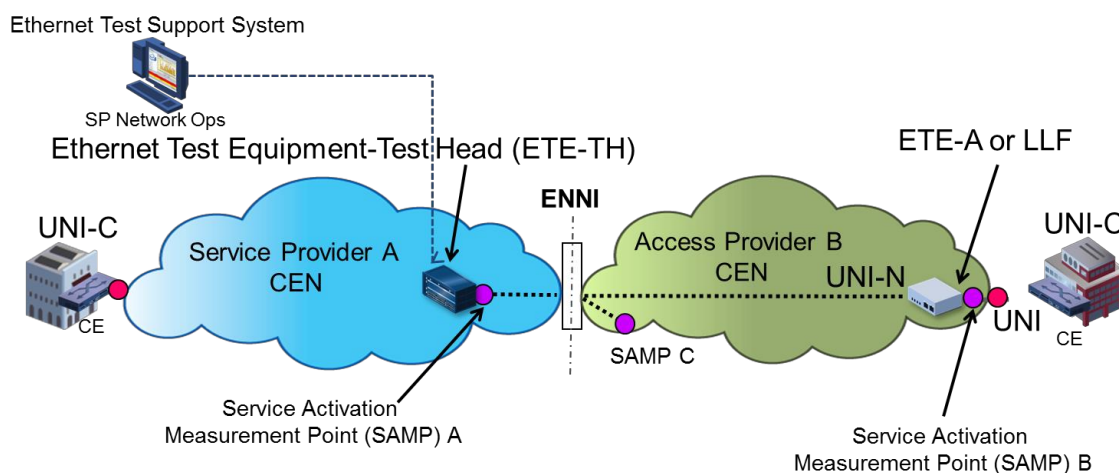 Ethernet Test Support System
SP Network Ops
Ethernet Test Equipment-Test Head (ETE-TH)
ETE-A or LLF
ENNI
UNI-C
Service Provider A
CEN
Access Provider B
CEN
UNI-N
UNI-C
CE
UNI
CE
SAMP C
Service Activation
Measurement Point (SAMP) A
Service Activation
Measurement Point (SAMP) B